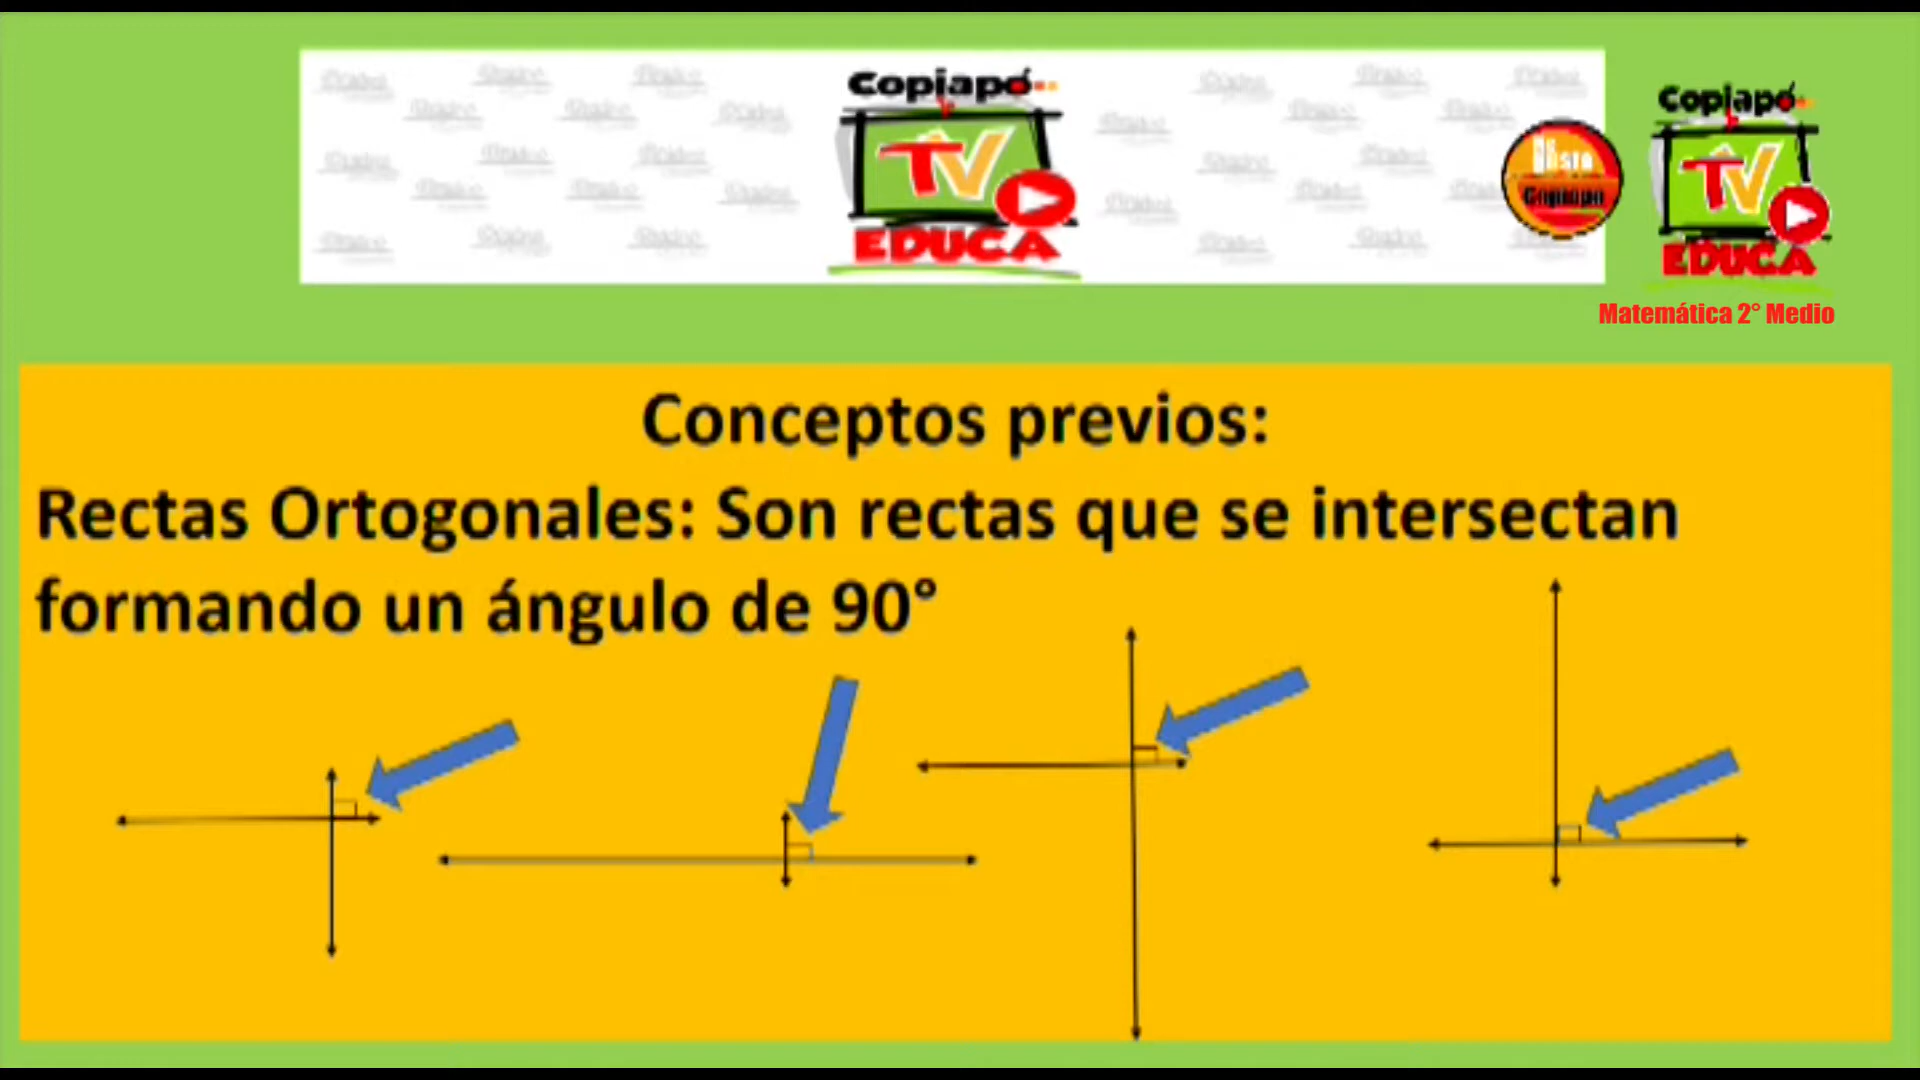 Copiapó
TV
EDUCA
Copiapo
Copiapó
TV
EDUCA
Matemática 2° Medio
Conceptos previos:
Rectas Ortogonales: Son rectas que se intersectan
formando un ángulo de 90°